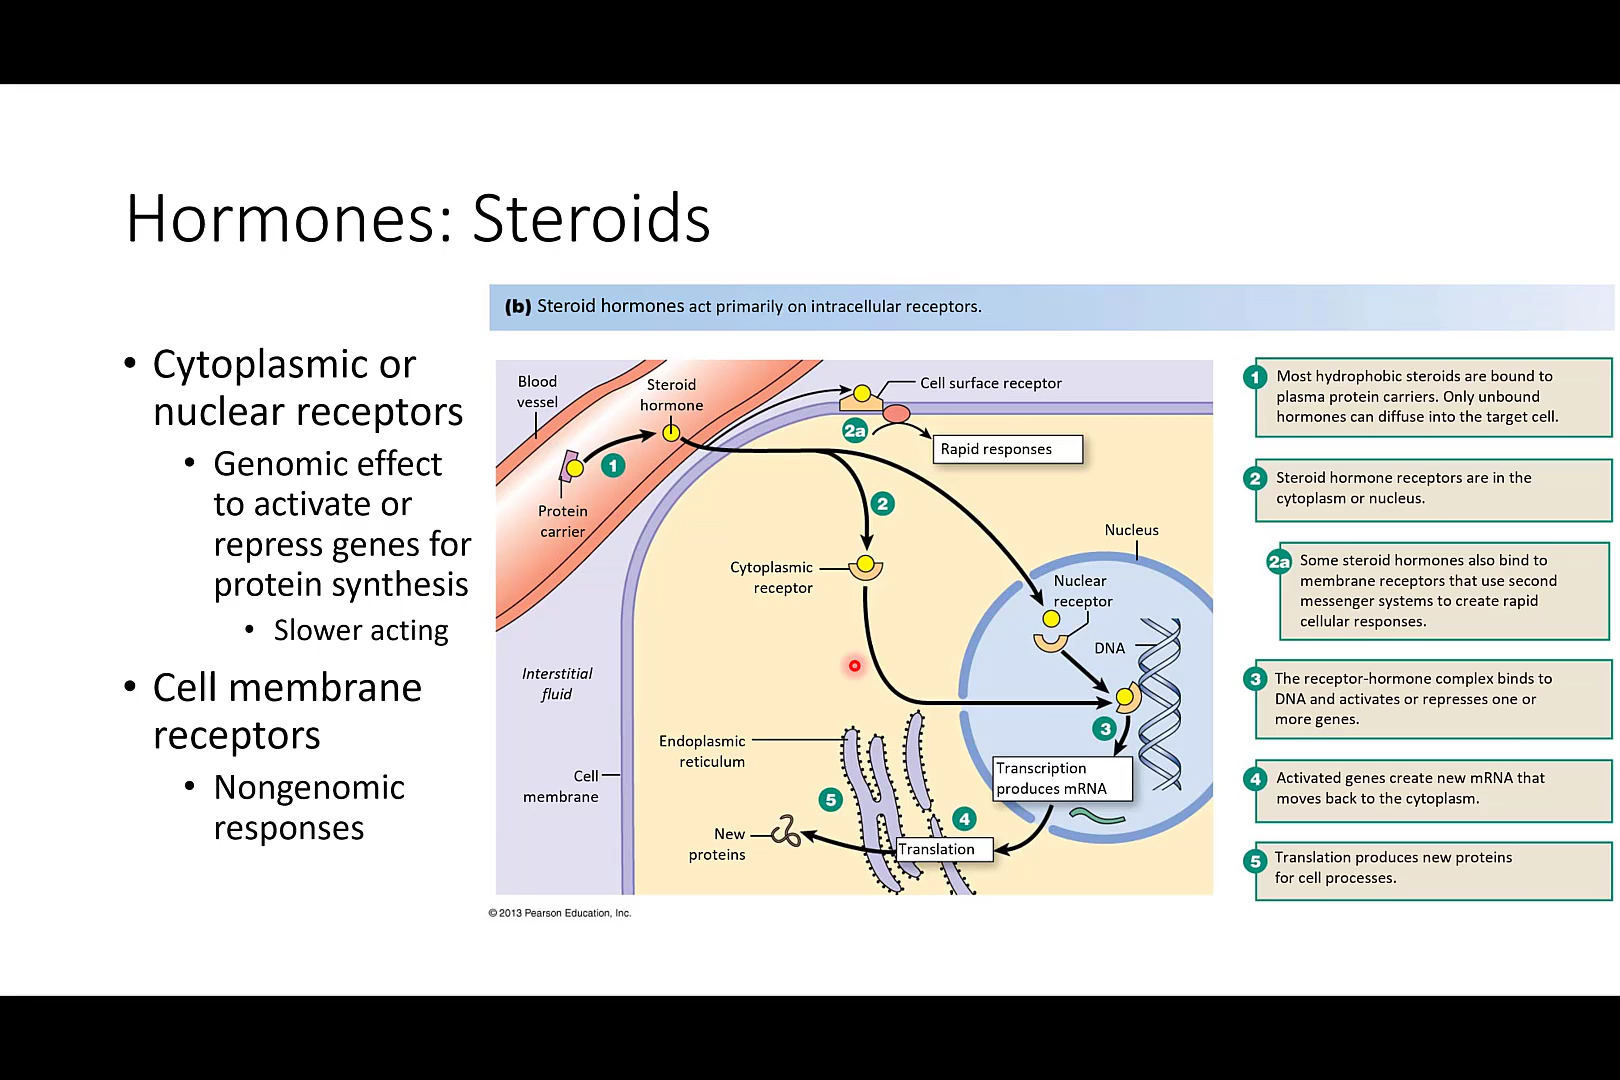 Hormones: Steroids
• Cytoplasmic or
nuclear receptors
• Genomic effect
to activate or
repress genes for
protein synthesis
• Slower acting
• Cell membrane
receptors
• Nongenomic
responses
(b) Steroid hormones act primarily on intracellular receptors.
Blood
vessel
Steroid
hormone
Cell surface receptor
2a
Rapid responses
1
Protein
carrier
2
Nucleus
Cytoplasmic
receptor
Nuclear
receptor
DNA
Interstitial
fluid
3
Endoplasmic
reticulum
Transcription
produces mRNA
Cell
membrane
5
4
New
proteins
Translation
© 2013 Pearson Education, Inc.
1 Most hydrophobic steroids are bound to
plasma protein carriers. Only unbound
hormones can diffuse into the target cell.
2 Steroid hormone receptors are in the
cytoplasm or nucleus.
2a Some steroid hormones also bind to
membrane receptors that use second
messenger systems to create rapid
cellular responses.
3 The receptor-hormone complex binds to
DNA and activates or represses one or
more genes.
4 Activated genes create new mRNA that
moves back to the cytoplasm.
5 Translation produces new proteins
for cell processes.